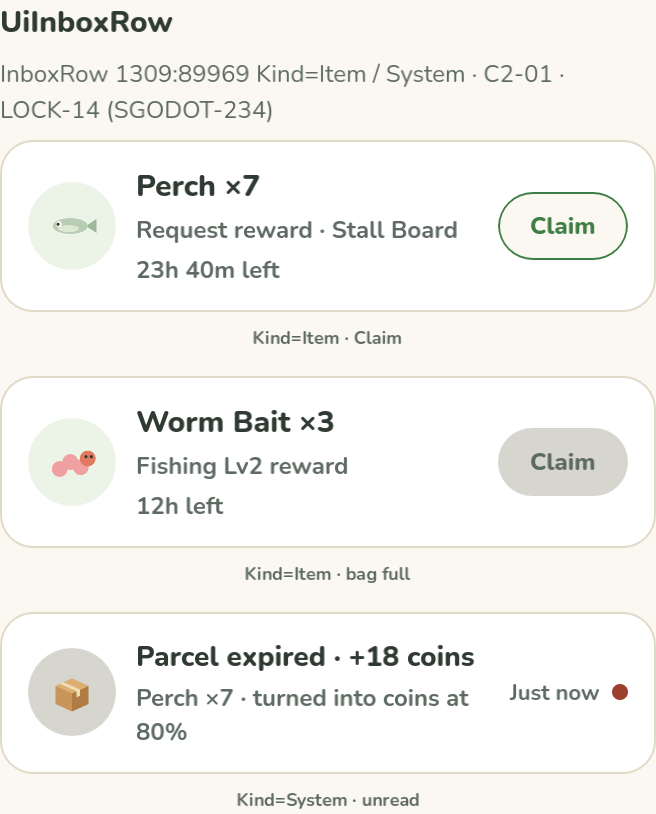 UiInboxRow
InboxRow 1309:89969 Kind=Item / System · C2-01 ·
LOCK-14 (SGODOT-234)
Perch ×7
Request reward · Stall Board
23h 40m left
Claim
Kind=Item · Claim
Worm Bait ×3
Fishing Lv2 reward
12h left
Claim
Kind=Item · bag full
Parcel expired · +18 coins
Perch ×7 · turned into coins at
80%
Just now
Kind=System · unread